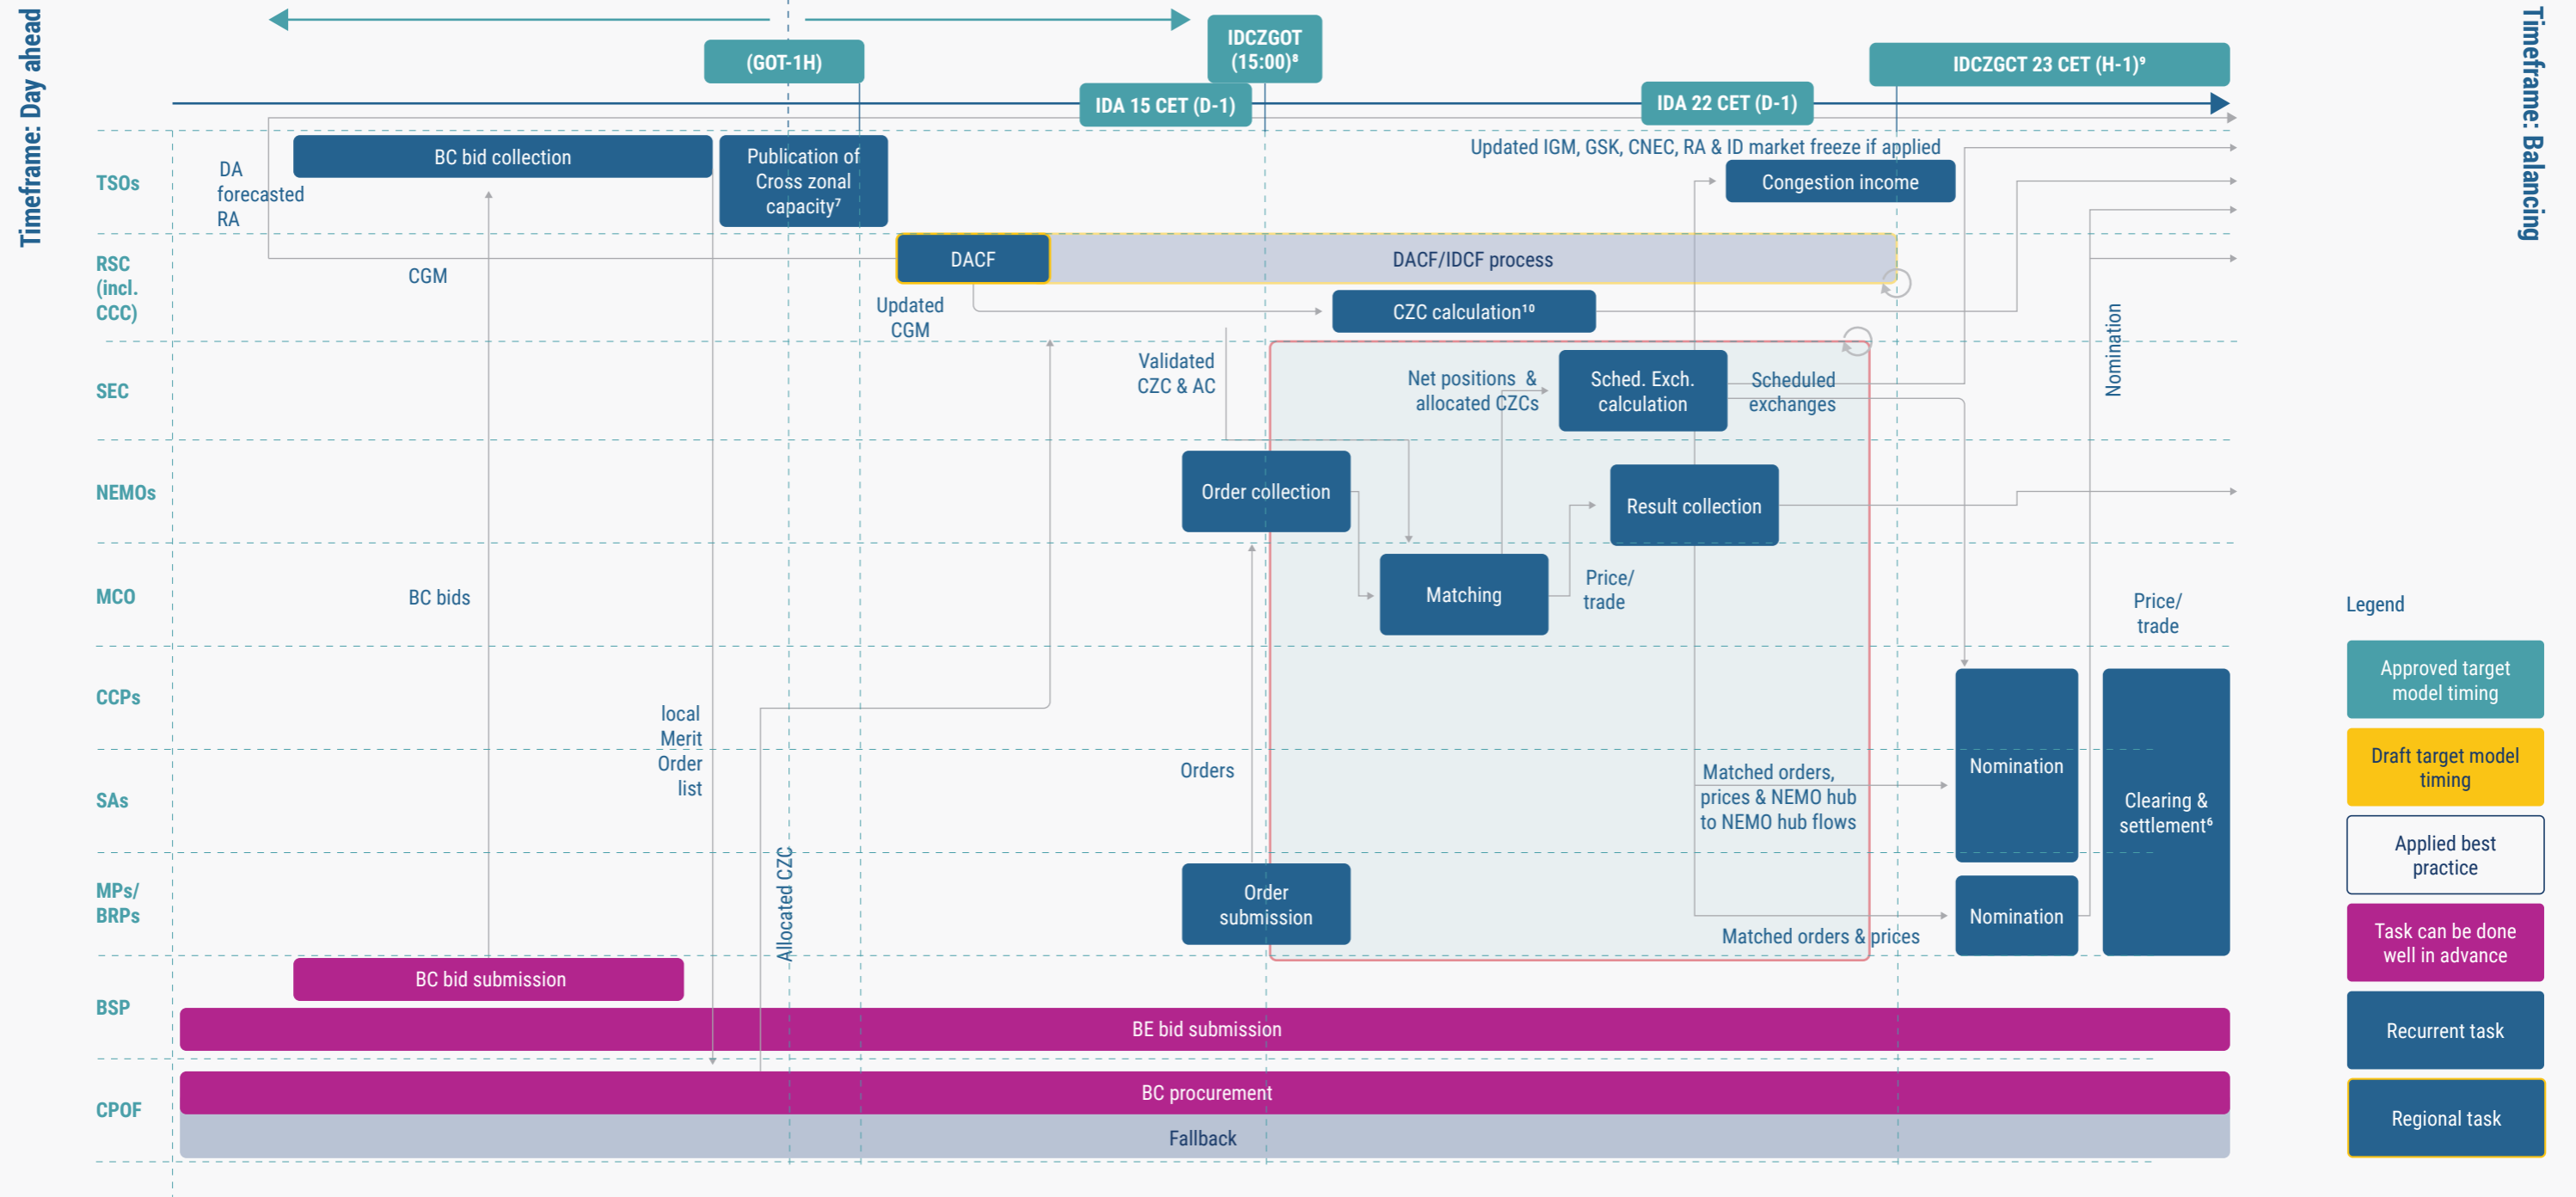 Timeframe: Day ahead
(GOT-1H)
IDCZGOT
(15:00)⁸
IDCZGCT 23 CET (H-1)⁹
IDA 15 CET (D-1)
IDA 22 CET (D-1)
Timeframe: Balancing
TSOs
DA
forecasted
RA
BC bid collection
Publication of
Cross zonal
capacity⁷
Updated IGM, GSK, CNEC, RA & ID market freeze if applied
Congestion income
RSC
(incl.
CCC)
CGM
DACF
DACF/IDCF process
Updated
CGM
CZC calculation¹⁰
SEC
Validated
CZC & AC
Net positions &
allocated CZCs
Sched. Exch.
calculation
Scheduled
exchanges
Nomination
NEMOs
Order collection
Result collection
MCO
BC bids
Matching
Price/
trade
Price/
trade
CCPs
local
Merit
Order
list
SAs
Orders
Matched orders,
prices & NEMO hub
to NEMO hub flows
Nomination
Clearing &
settlement⁶
MPs/
BRPs
Allocated CZC
Order
submission
Nomination
Matched orders & prices
BSP
BC bid submission
BE bid submission
CPOF
BC procurement
Fallback
Legend
Approved target
model timing
Draft target model
timing
Applied best
practice
Task can be done
well in advance
Recurrent task
Regional task